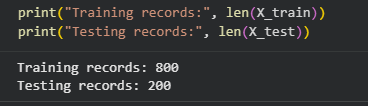 print("Training records:", len(X_train))
print("Testing records:", len(X_test))
Training records: 800
Testing records: 200